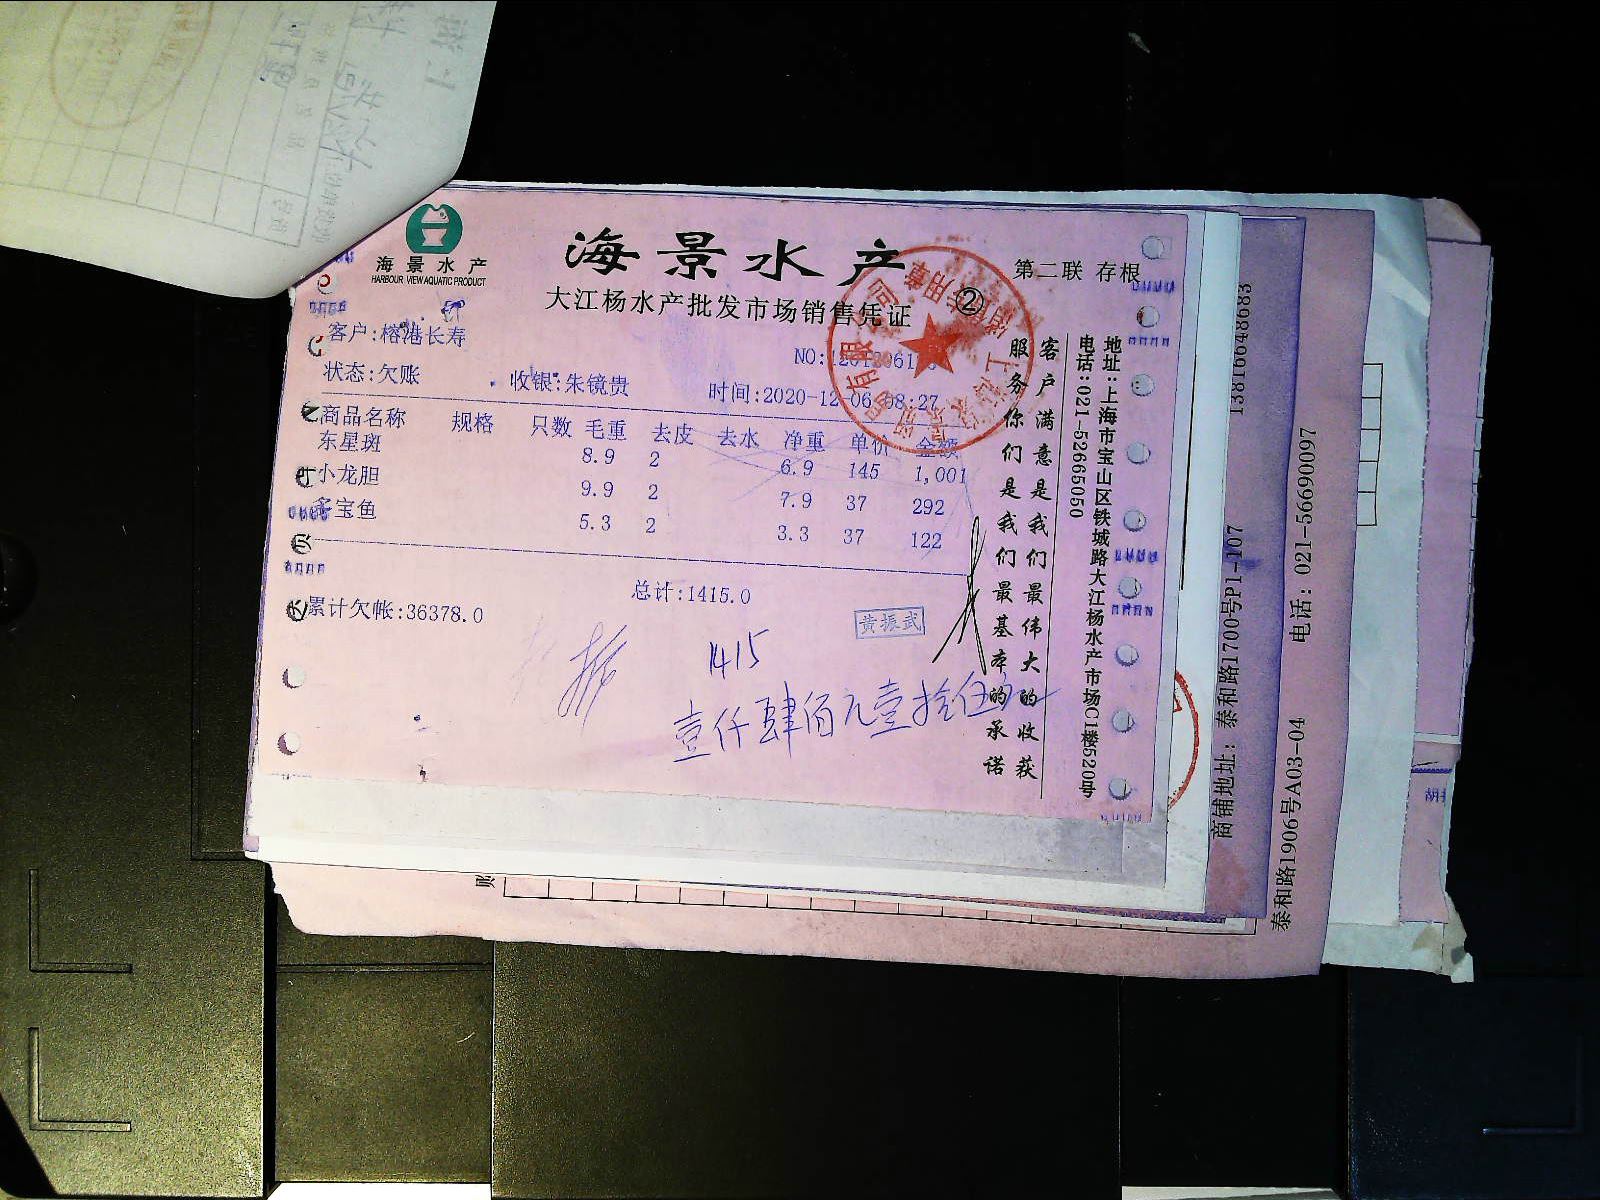 海景水产
HARBOUR VIEW AQUATIC PRODUCT
海景水产
大江杨水产批发市场销售凭证
②
第二联 存根
客户:榕港长寿
状态:欠账 收银:朱镜贵 时间:2020-12-06 08:27
商品名称 规格 只数 毛重 去皮 去水 净重 单价 金额
东星斑 8.9 2 6.9 145 1,001
小龙胆 9.9 2 7.9 37 292
多宝鱼 5.3 2 3.3 37 122
总计:1415.0
累计欠帐:36378.0
黄振武
1415
壹仟肆佰元壹拾伍元
客户满意是我们最伟大的收获
服务你们是我们最基本的承诺
地址:上海市宝山区铁城路大江杨水产市场C1楼520号
电话:021-52665050
13816648683
商铺地址: 泰和路1700号P1-107
泰和路1906号A03-04 电话: 021-56690097